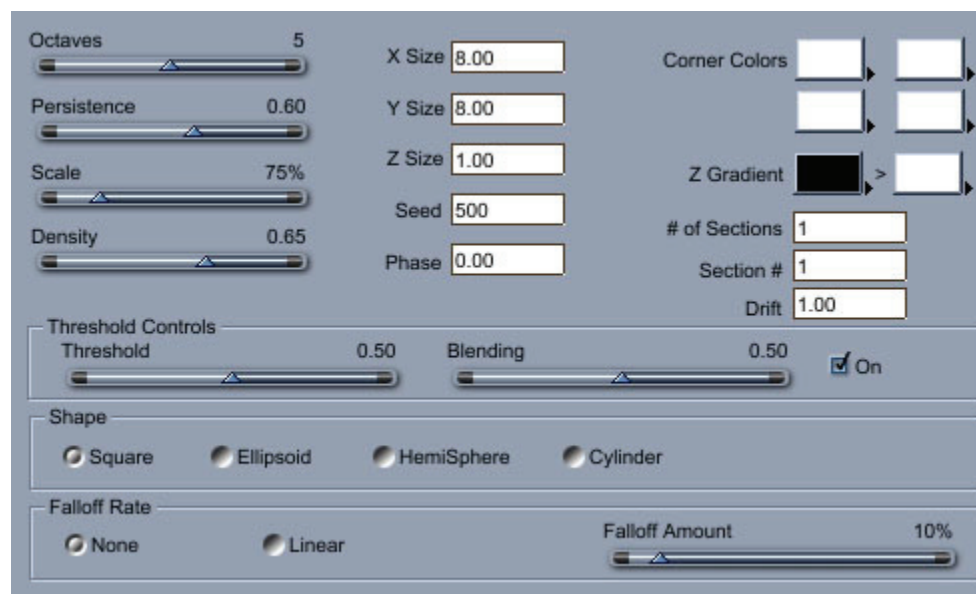 Octaves 5
Persistence 0.60
Scale 75%
Density 0.65
X Size 8.00
Y Size 8.00
Z Size 1.00
Seed 500
Phase 0.00
Corner Colors
Z Gradient >
# of Sections 1
Section # 1
Drift 1.00
Threshold Controls
Threshold 0.50 Blending 0.50 On
Shape
Square Ellipsoid HemiSphere Cylinder
Falloff Rate
None Linear Falloff Amount 10%